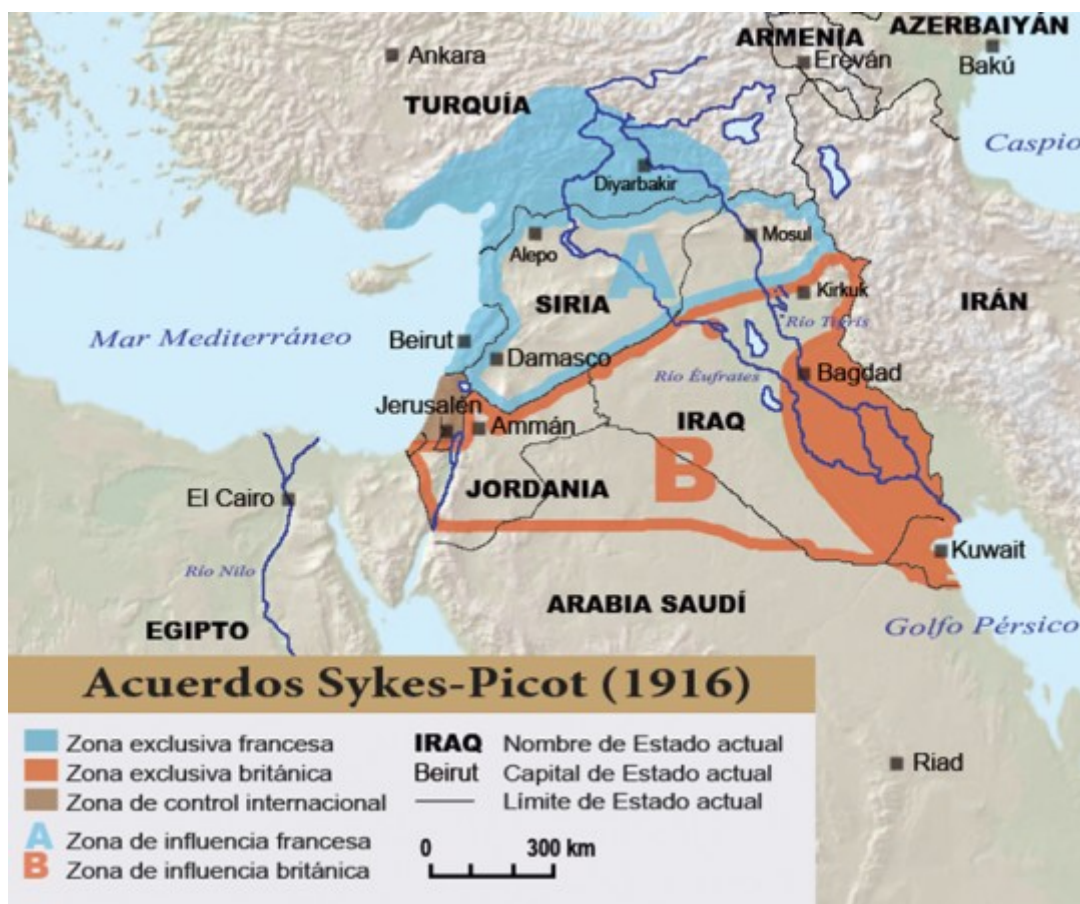 AZERBAIYÁN
ARMENIA
Ereván
Bakú
Ankara
TURQUÍA
Caspio
Diyarbakir
Alepo
A
Mosul
SIRIA
Kirkuk
IRÁN
Río Tigris
Mar Mediterráneo
Beirut
Damasco
Río Éufrates
Bagdad
Jerusalén
Ammán
IRAQ
B
JORDANIA
El Cairo
Kuwait
Río Nilo
ARABIA SAUDÍ
EGIPTO
Golfo Pérsico
Riad
Acuerdos Sykes-Picot (1916)
Zona exclusiva francesa
Zona exclusiva británica
Zona de control internacional
A Zona de influencia francesa
B Zona de influencia británica
IRAQ Nombre de Estado actual
Beirut Capital de Estado actual
Límite de Estado actual
0 300 km